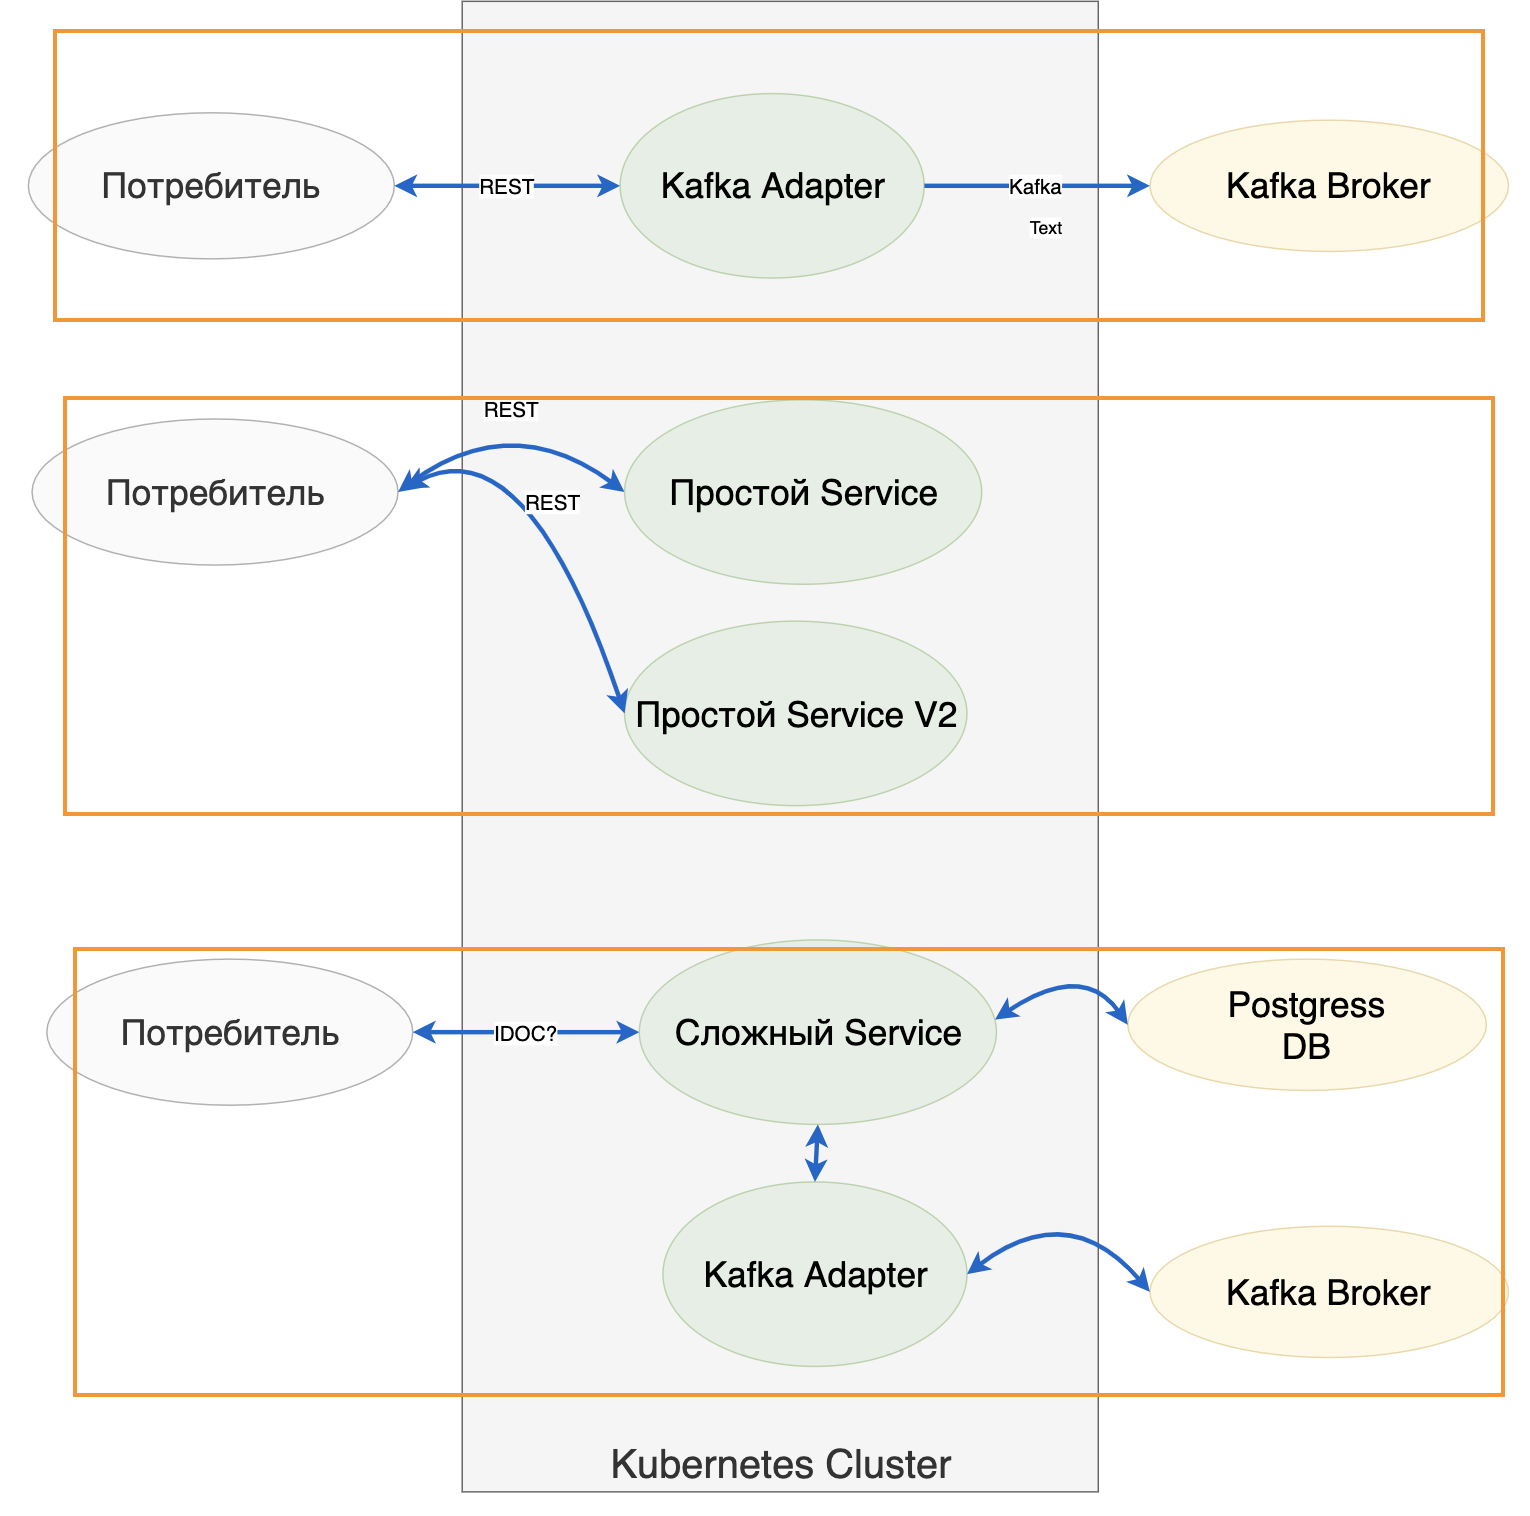 Потребитель
REST
Kafka Adapter
Kafka
Text
Kafka Broker
REST
Потребитель
REST
Простой Service
Простой Service V2
Потребитель
IDOC?
Сложный Service
Postgress
DB
Kafka Adapter
Kafka Broker
Kubernetes Cluster